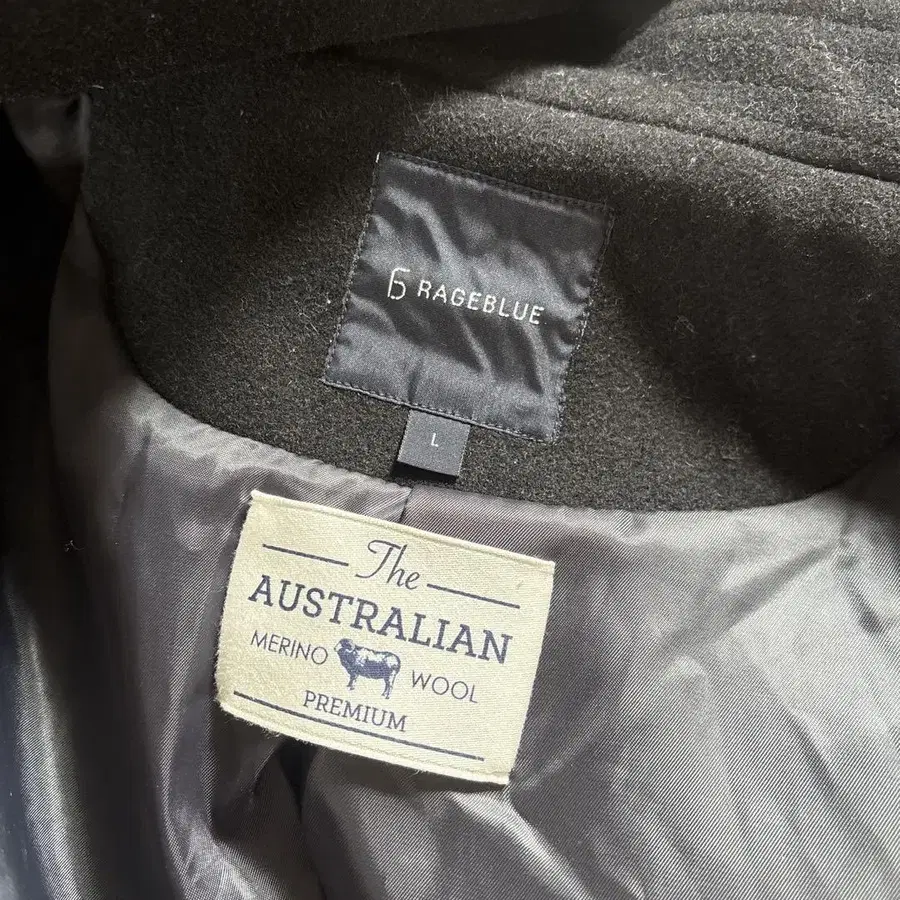 RAGEBLUE
L
The
AUSTRALIAN
MERINO WOOL
PREMIUM